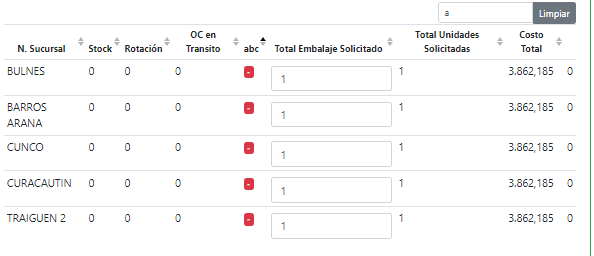 a Limpiar
N. Sucursal Stock Rotación OC en Transito abc Total Embalaje Solicitado Total Unidades Solicitadas Costo Total
BULNES 0 0 0 - 1 1 3.862,185 0
BARROS ARANA 0 0 0 - 1 1 3.862,185 0
CUNCO 0 0 0 - 1 1 3.862,185 0
CURACAUTIN 0 0 0 - 1 1 3.862,185 0
TRAIGUEN 2 0 0 0 - 1 1 3.862,185 0